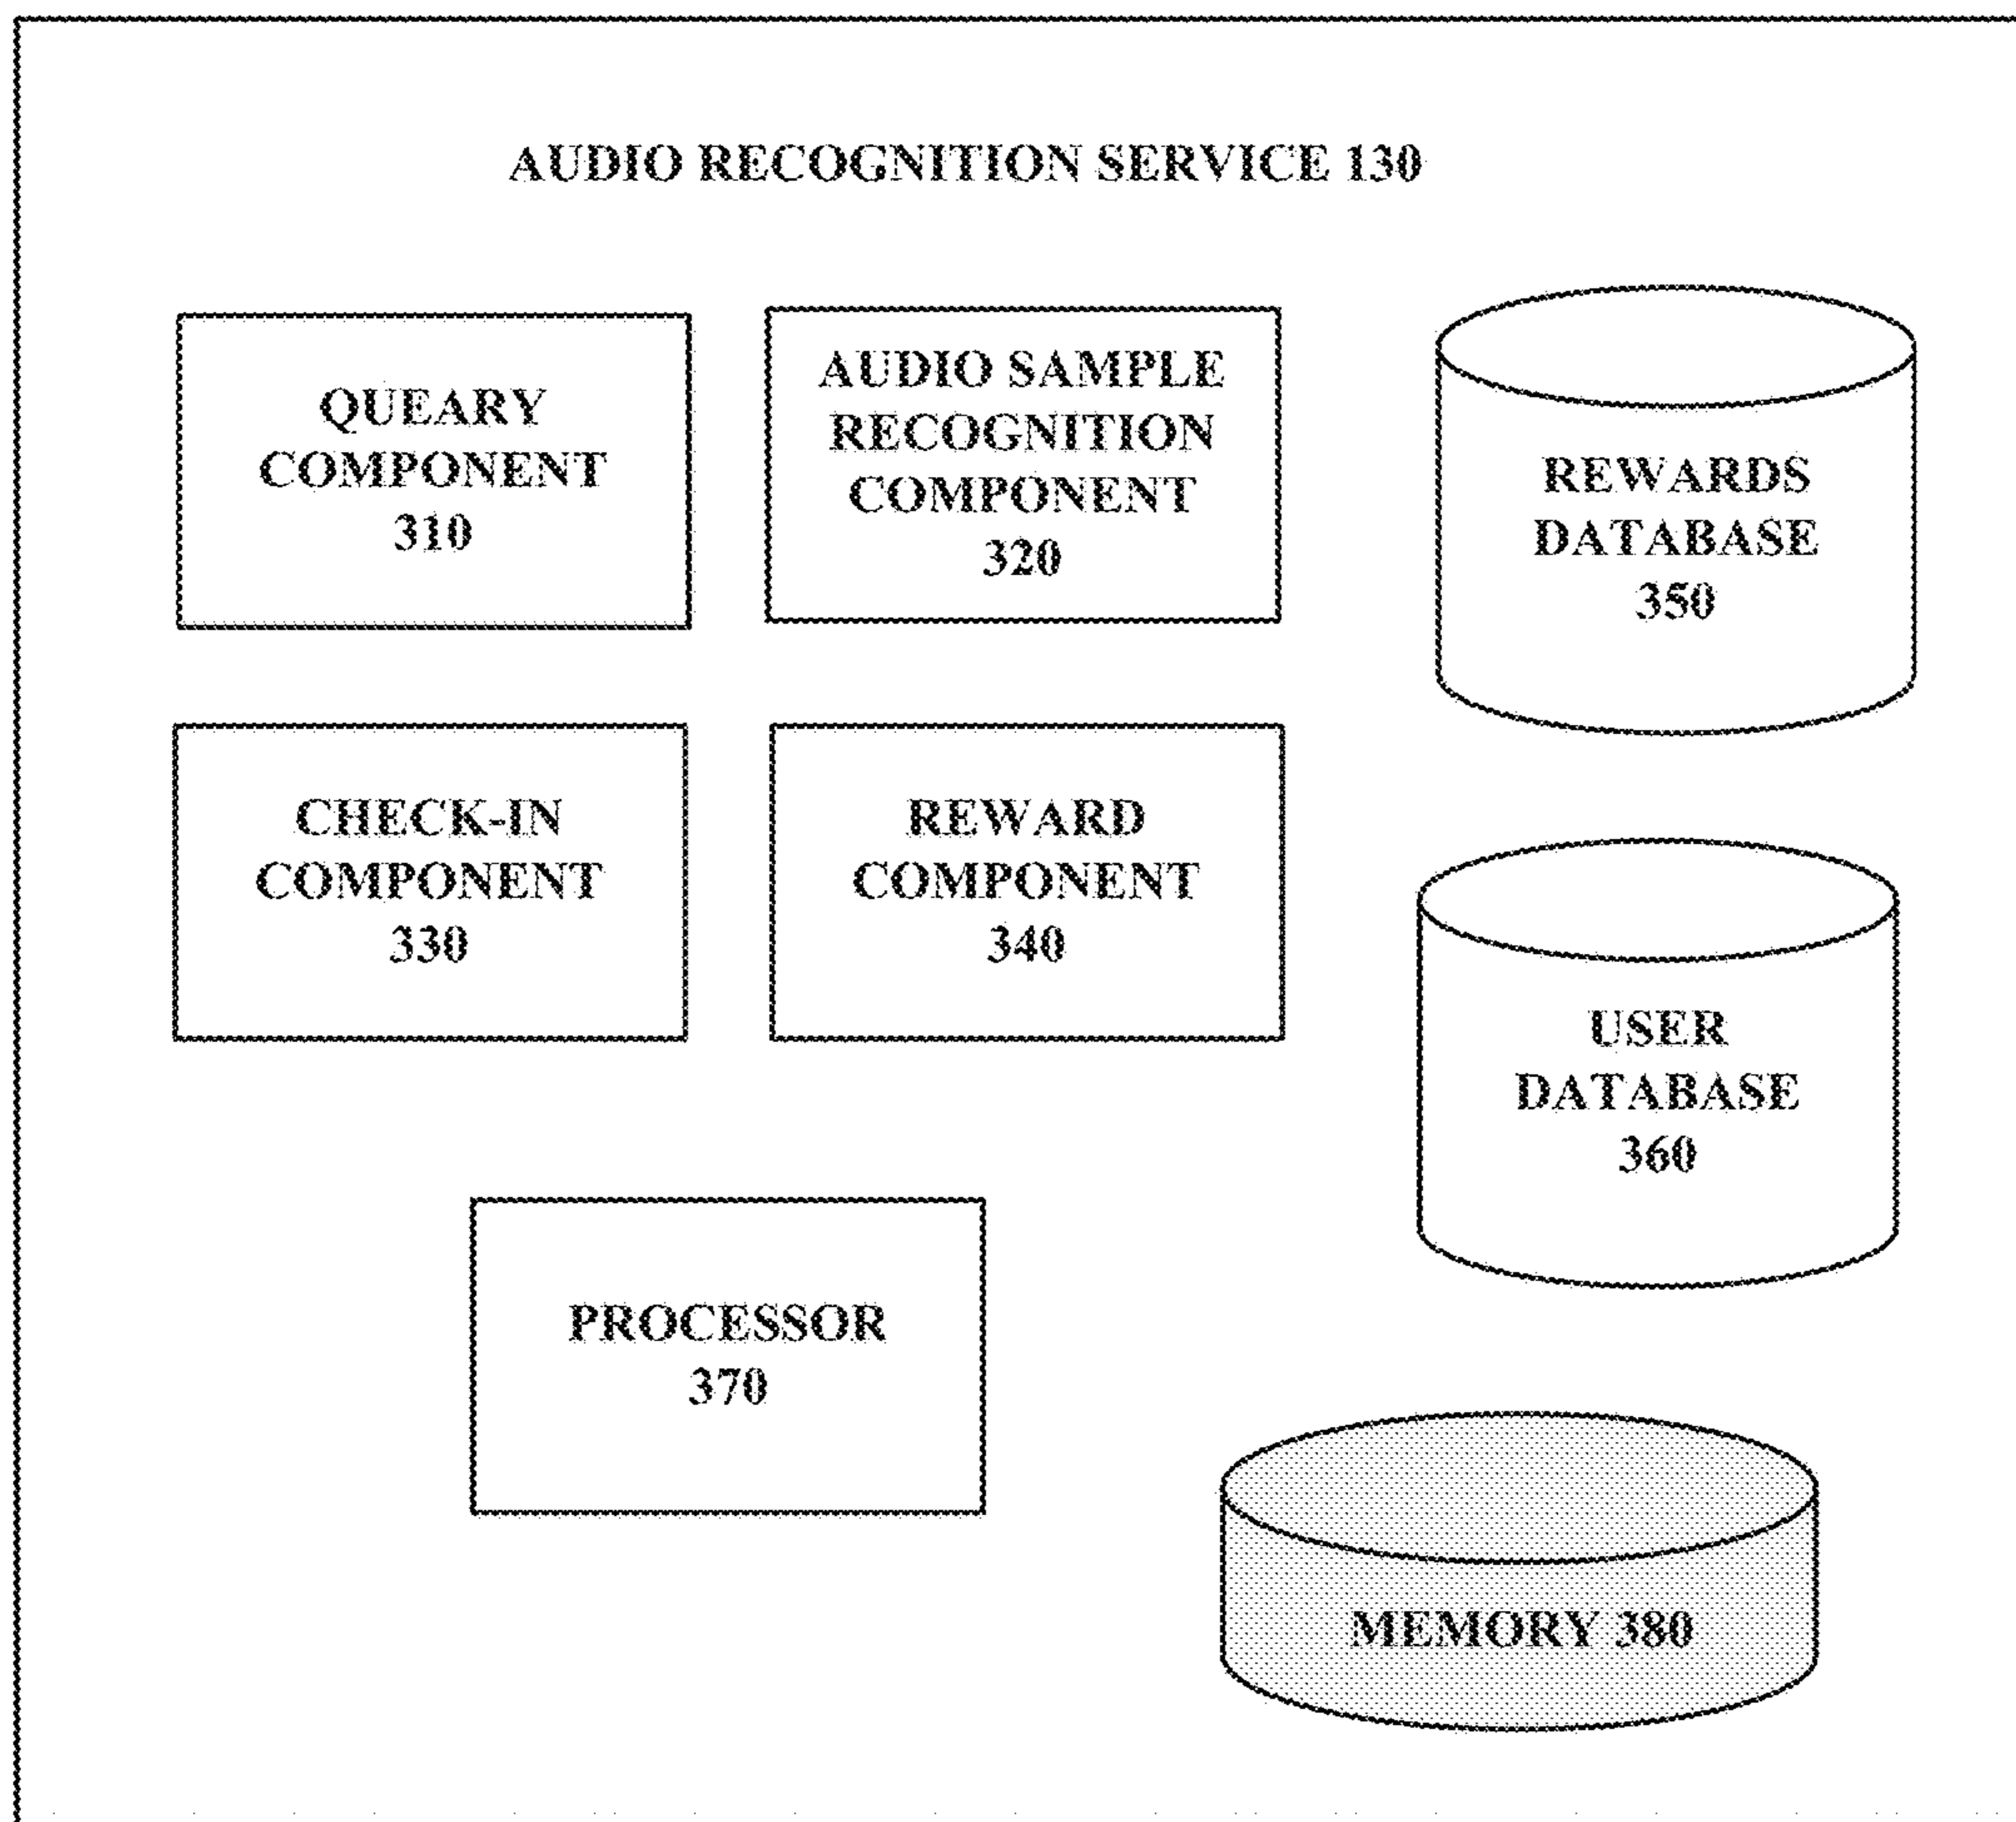 AUDIO RECOGNITION SERVICE 130
QUEARY
COMPONENT
310
AUDIO SAMPLE
RECOGNITION
COMPONENT
320
REWARDS
DATABASE
350
CHECK-IN
COMPONENT
330
REWARD
COMPONENT
340
USER
DATABASE
360
PROCESSOR
370
MEMORY 380